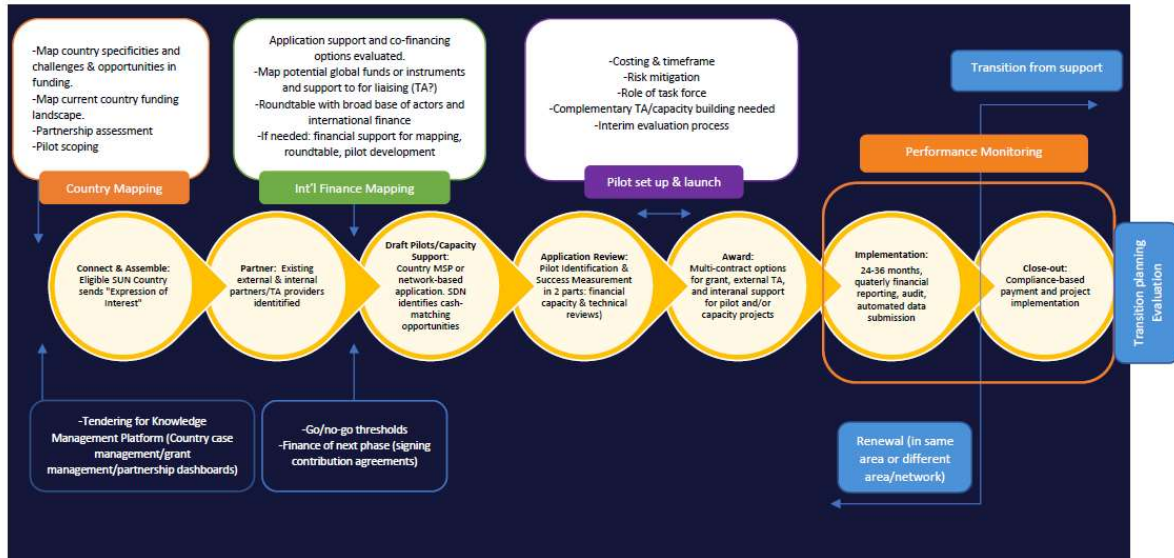 -Map country specificities and
challenges & opportunities in
funding.
-Map current country funding
landscape.
-Partnership assessment
-Pilot scoping
Application support and co-financing
options evaluated.
-Map potential global funds or instruments
and support to for liaising (TA?)
-Roundtable with broad base of actors and
international finance
-If needed: financial support for mapping,
roundtable, pilot development
-Costing & timeframe
-Risk mitigation
-Role of task force
-Complementary TA/capacity building needed
-Interim evaluation process
Transition from support
Country Mapping
Int'l Finance Mapping
Pilot set up & launch
Performance Monitoring
Connect & Assemble:
Eligible SUN Country
sends "Expression of
Interest"
Partner: Existing
external & internal
partners/TA providers
identitified
Draft Pilots/Capacity
Support:
Country MSP or
network-based
application. SDN
identifies cash-
matching
opportunities
Application Review:
Pilot Identification &
Success Measurement
in 2 parts: financial
capacity & technical
reviews)
Award:
Multi-contract options
for grant, external TA,
and interanal support
for pilot and/or
capacity projects
Implementation:
24-36 months,
quaterly financial
reporting, audit,
automated data
submission
Close-out:
Compliance-based
payment and project
implementation
Transition planning
Evaluation
-Tendering for Knowledge
Management Platform (Country case
management/grant
management/partnership dashboards)
-Go/no-go thresholds
-Finance of next phase (signing
contribution agreements)
Renewal (in same
area or different
area/network)